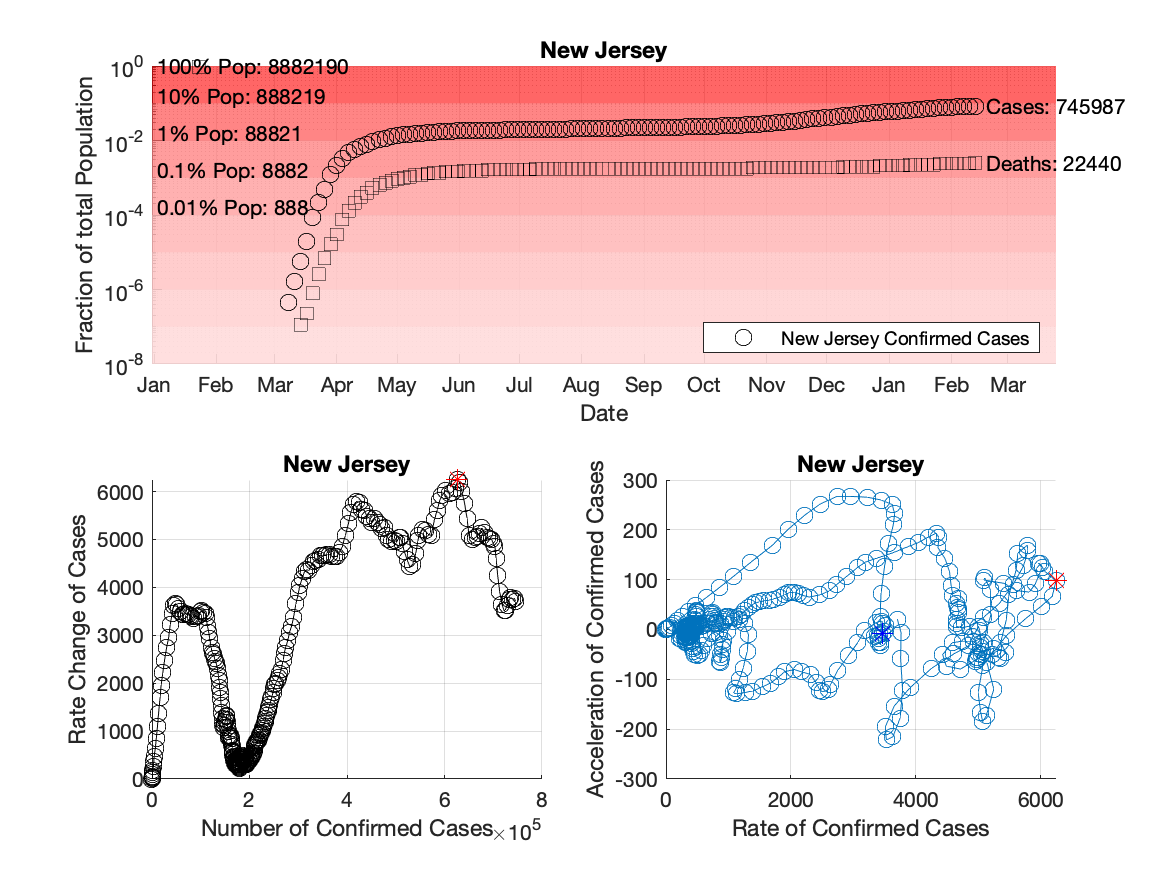 New Jersey
10^0
10^-2
10^-4
10^-6
10^-8
Fraction of total Population
100% Pop: 8882190
10% Pop: 888219
1% Pop: 88821
0.1% Pop: 8882
0.01% Pop: 888
Cases: 745987
Deaths: 22440
New Jersey Confirmed Cases
Jan Feb Mar Apr May Jun Jul Aug Sep Oct Nov Dec Jan Feb Mar
Date
New Jersey
6000
5000
4000
3000
2000
1000
0
Rate Change of Cases
0 2 4 6 8
Number of Confirmed Cases ×10^5
New Jersey
300
200
100
0
-100
-200
-300
Acceleration of Confirmed Cases
0 2000 4000 6000
Rate of Confirmed Cases